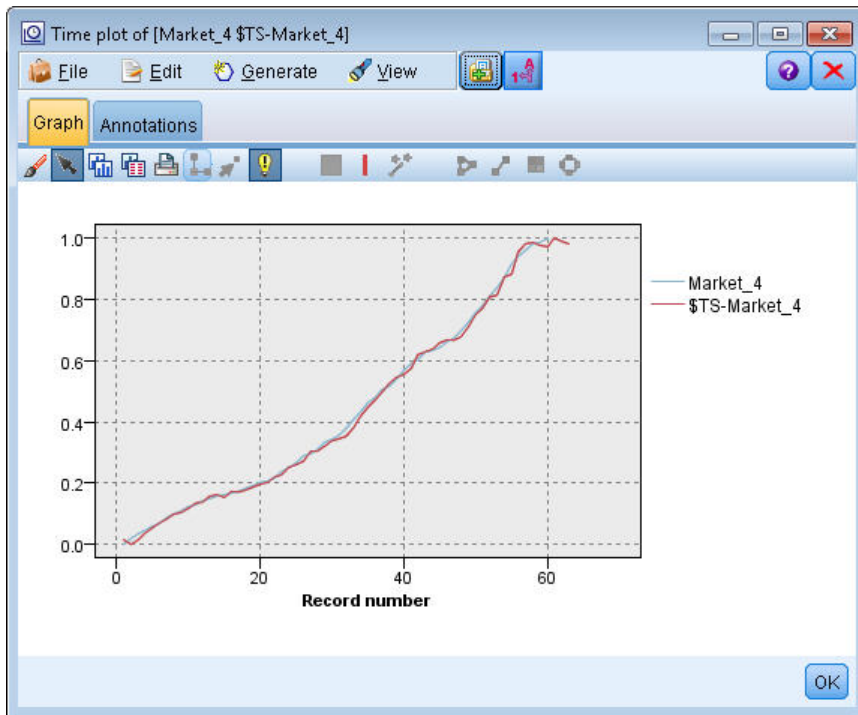 Time plot of [Market_4 $TS-Market_4]
File Edit Generate View
Graph Annotations
1.0
0.8
0.6
0.4
0.2
0.0
0 20 40 60
Record number
Market_4
$TS-Market_4
OK